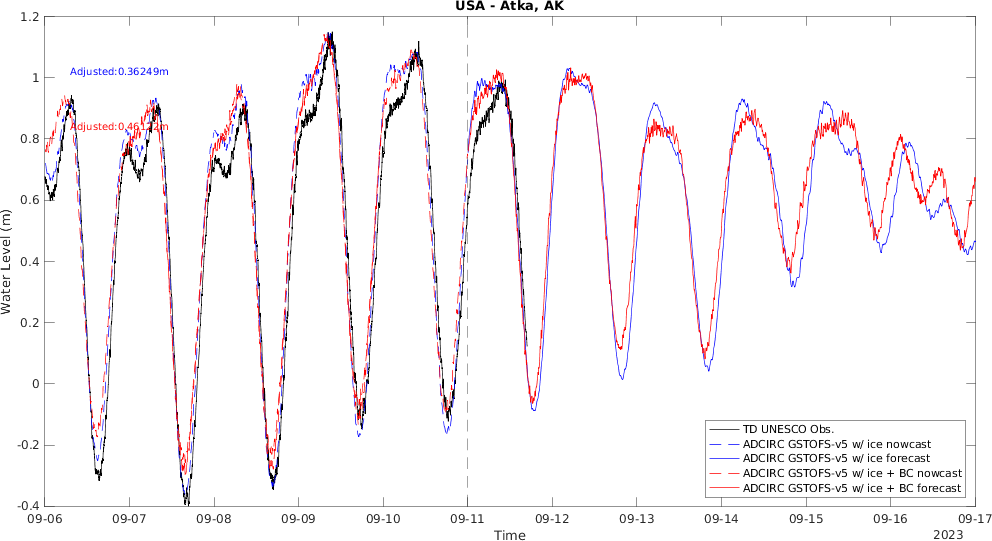 USA - Atka, AK
1.2
1
0.8
0.6
0.4
0.2
0
-0.2
-0.4
Water Level (m)
Adjusted:0.36249m
TD UNESCO Obs.
ADCIRC GSTOFS-v5 w/ ice nowcast
ADCIRC GSTOFS-v5 w/ ice forecast
ADCIRC GSTOFS-v5 w/ ice + BC nowcast
ADCIRC GSTOFS-v5 w/ ice + BC forecast
09-06 09-07 09-08 09-09 09-10 09-11 09-12 09-13 09-14 09-15 09-16 09-17
Time
2023